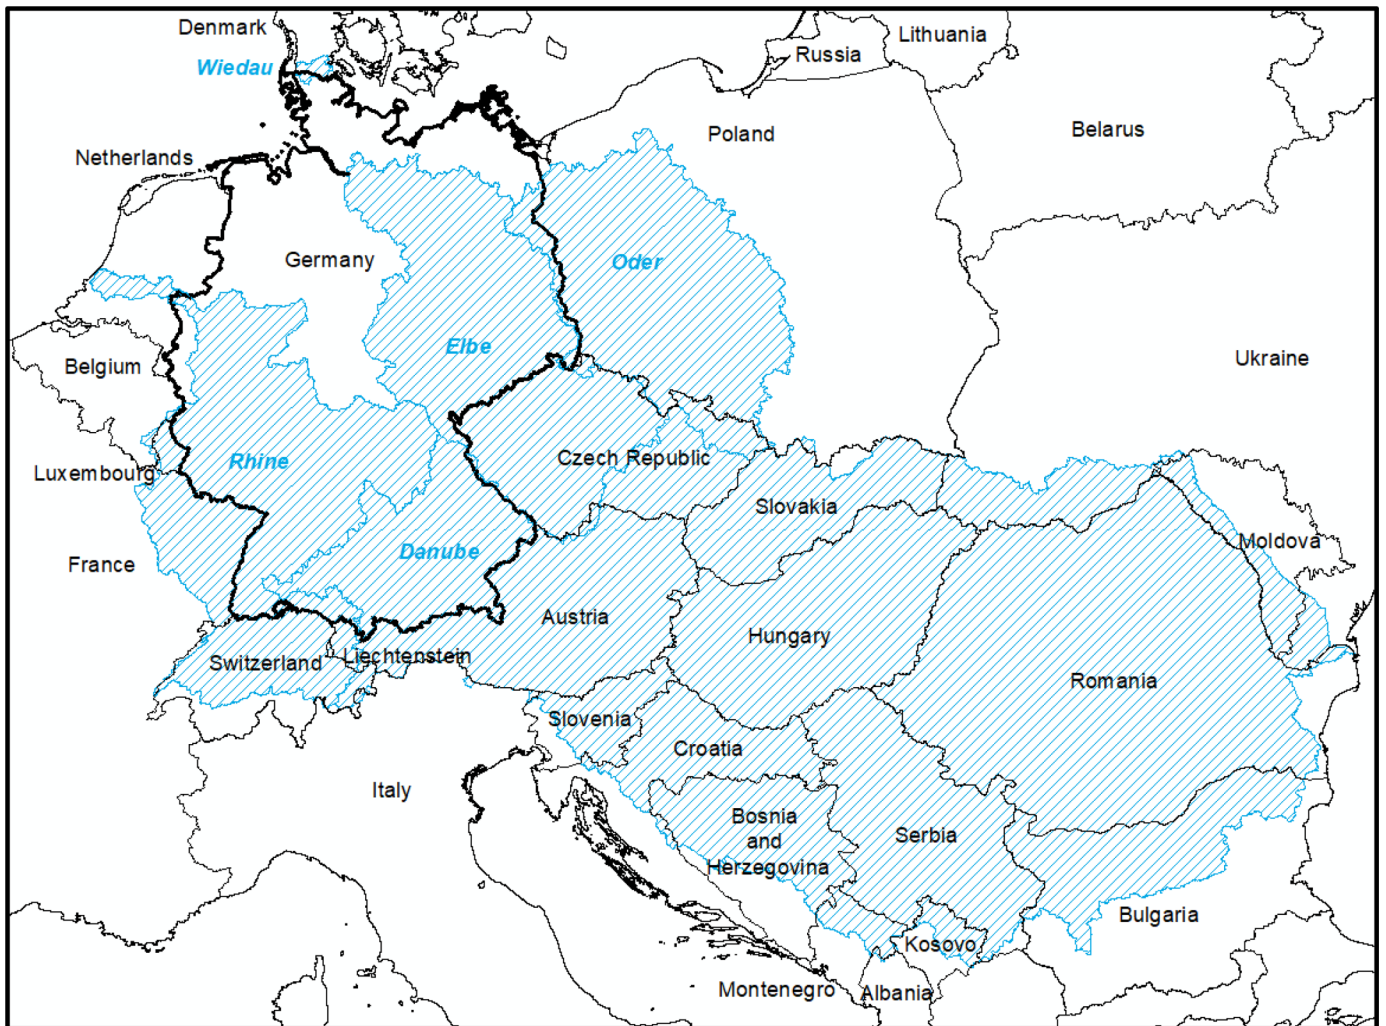 Denmark
Lithuania
Russia
Wiedau
Belarus
Poland
Netherlands
Germany
Oder
Elbe
Ukraine
Belgium
Czech Republic
Rhine
Luxembourg
Slovakia
Moldova
Danube
France
Austria
Hungary
Switzerland
Liechtenstein
Romania
Slovenia
Croatia
Italy
Bosnia
and
Herzegovina
Serbia
Bulgaria
Kosovo
Montenegro
Albania